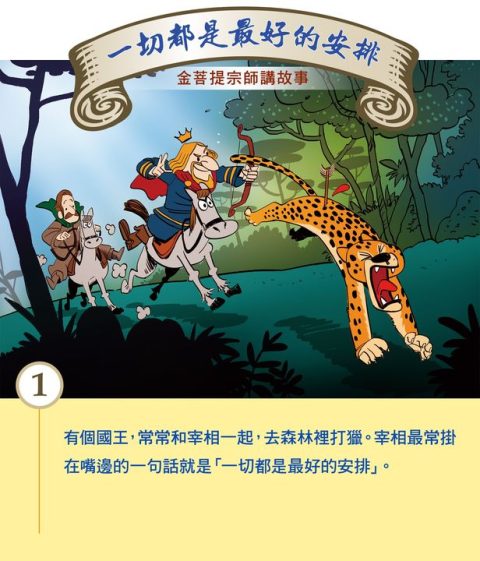 一切都是最好的安排
金菩提宗師講故事
1
有個國王，常常和宰相一起，去森林裡打獵。宰相最常掛
在嘴邊的一句話就是「一切都是最好的安排」。